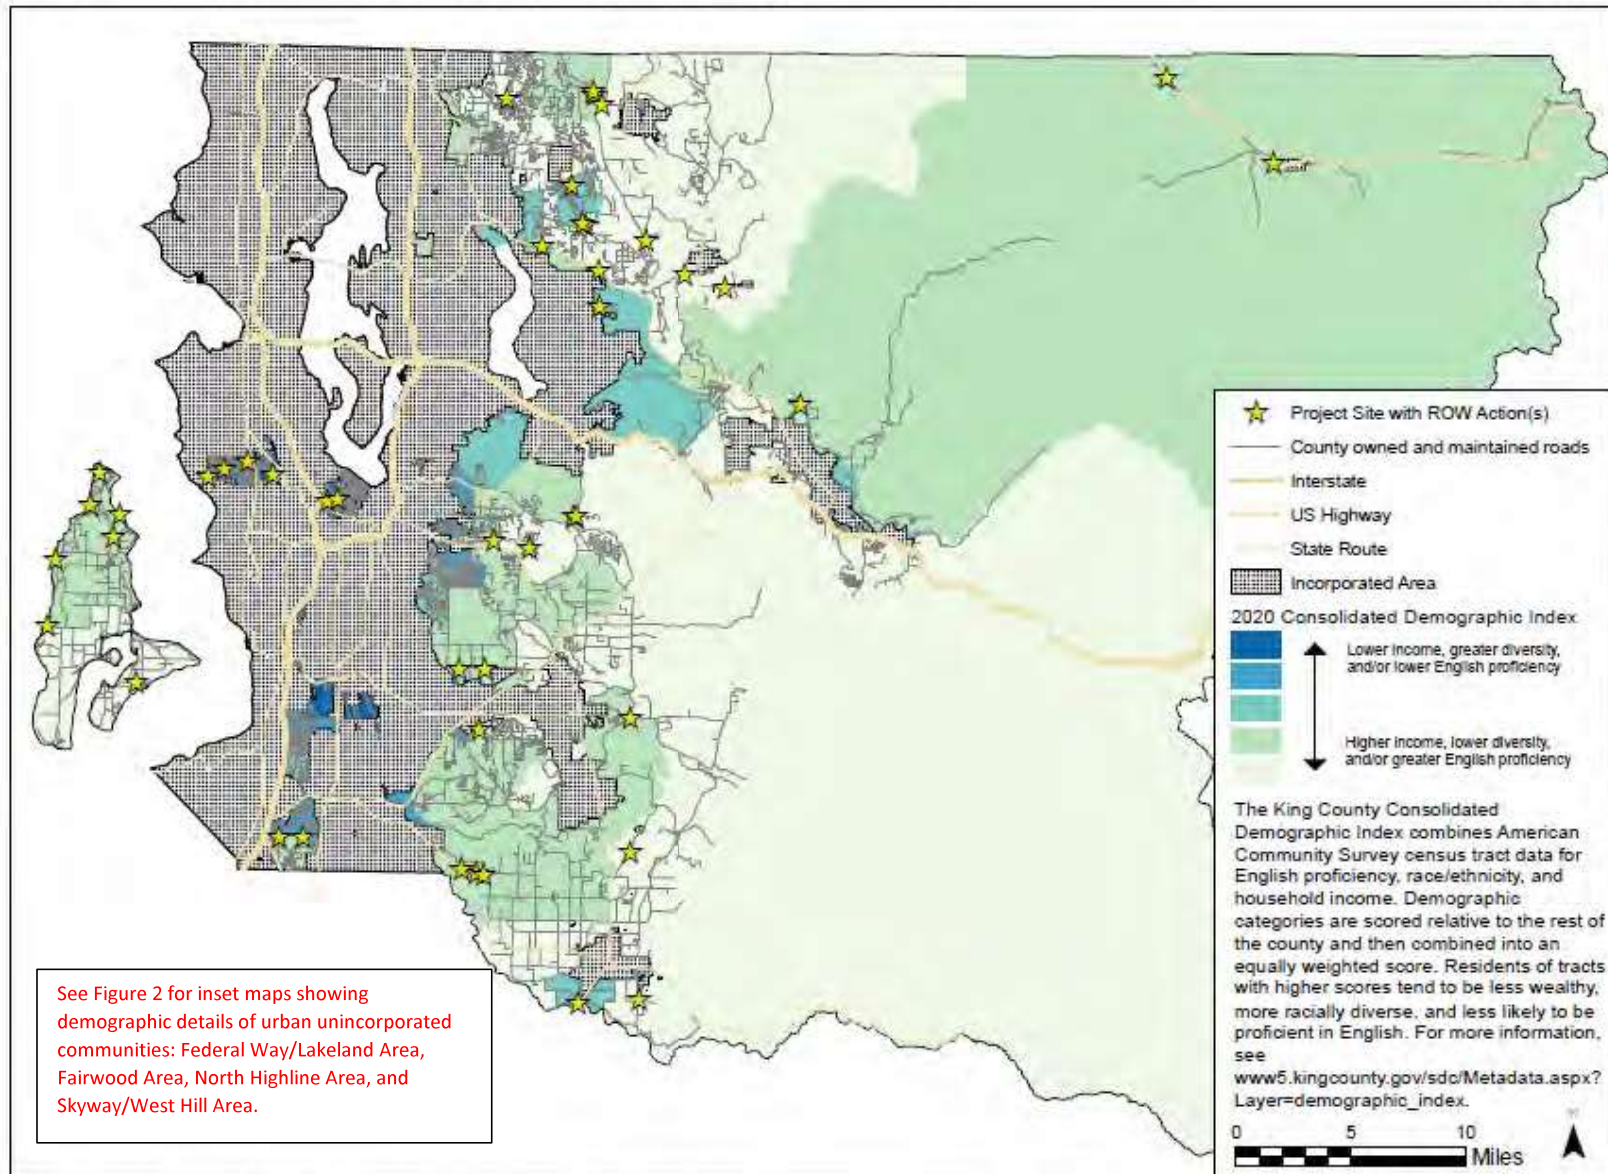 Project Site with ROW Action(s)
County owned and maintained roads
Interstate
US Highway
State Route
Incorporated Area
2020 Consolidated Demographic Index
Lower income, greater diversity,
and/or lower English proficiency
Higher income, lower diversity,
and/or greater English proficiency
The King County Consolidated
Demographic Index combines American
Community Survey census tract data for
English proficiency, race/ethnicity, and
household income. Demographic
categories are scored relative to the rest of
the county and then combined into an
equally weighted score. Residents of tracts
with higher scores tend to be less wealthy,
more racially diverse, and less likely to be
proficient in English. For more information,
see
www5.kingcounty.gov/sdc/Metadata.aspx?
Layer=demographic_index.
0 5 10
Miles
See Figure 2 for inset maps showing
demographic details of urban unincorporated
communities: Federal Way/Lakeland Area,
Fairwood Area, North Highline Area, and
Skyway/West Hill Area.